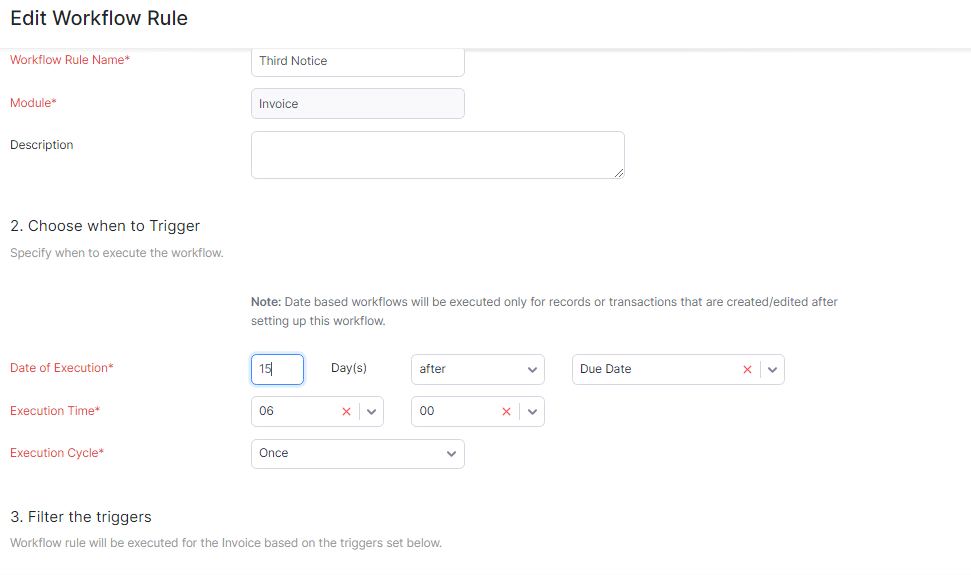 Edit Workflow Rule
Workflow Rule Name* Third Notice
Module* Invoice
Description
2. Choose when to Trigger
Specify when to execute the workflow.
Note: Date based workflows will be executed only for records or transactions that are created/edited after
setting up this workflow.
Date of Execution* 15 Day(s) after Due Date
Execution Time* 06 00
Execution Cycle* Once
3. Filter the triggers
Workflow rule will be executed for the Invoice based on the triggers set below.